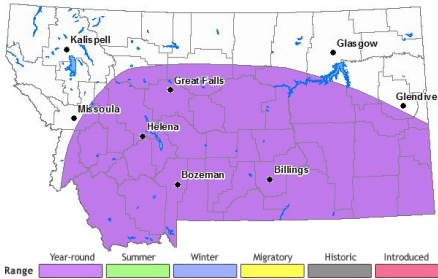 Kalispell
Glasgow
Great Falls
Glendive
Missoula
Helena
Bozeman
Billings
Range Year-round Summer Winter Migratory Historic Introduced